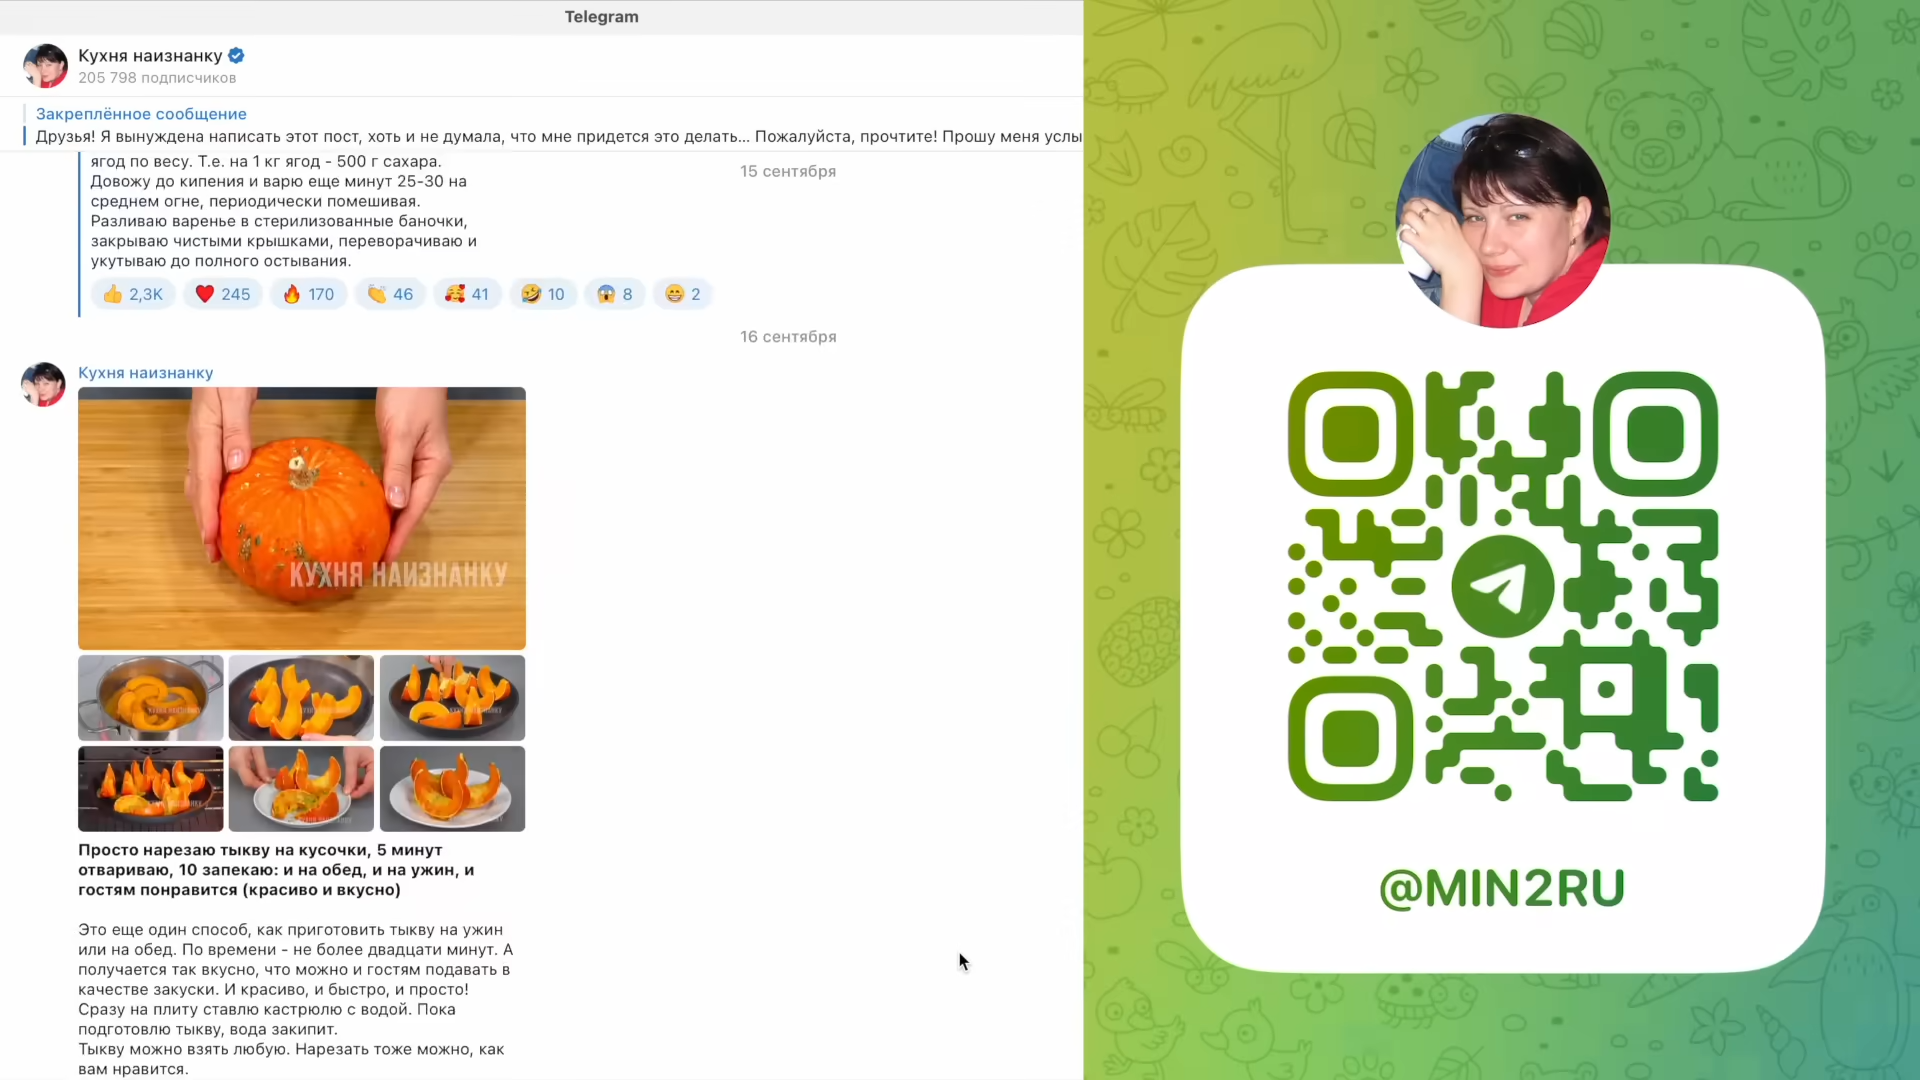 Telegram
Кухня наизнанку
205 798 подписчиков
Закреплённое сообщение
Друзья! Я вынуждена написать этот пост, хоть и не думала, что мне придется это делать... Пожалуйста, прочтите! Прошу меня услы
ягод по весу. Т.е. на 1 кг ягод - 500 г сахара.
Довожу до кипения и варю еще минут 25-30 на
среднем огне, периодически помешивая.
Разливаю варенье в стерилизованные баночки,
закрываю чистыми крышками, переворачиваю и
укутываю до полного остывания.
15 сентября
2,3K 245 170 46 41 10 8 2
16 сентября
Кухня наизнанку
КУХНЯ НАИЗНАНКУ
Просто нарезаю тыкву на кусочки, 5 минут
отвариваю, 10 запекаю: и на обед, и на ужин, и
гостям понравится (красиво и вкусно)
Это еще один способ, как приготовить тыкву на ужин
или на обед. По времени - не более двадцати минут. А
получается так вкусно, что можно и гостям подавать в
качестве закуски. И красиво, и быстро, и просто!
Сразу на плиту ставлю кастрюлю с водой. Пока
подготовлю тыкву, вода закипит.
Тыкву можно взять любую. Нарезать тоже можно, как
вам нравится.
@MIN2RU